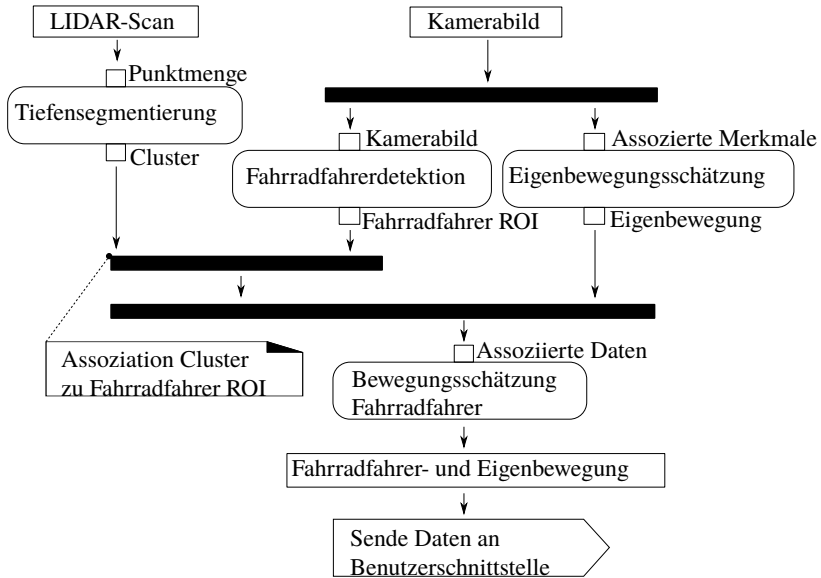 LIDAR-Scan
Kamerabild
Punktmenge
Tiefensegmentierung
Cluster
Kamerabild
Assozierte Merkmale
Fahrradfahrerdetektion
Eigenbewegungsschätzung
Fahrradfahrer ROI
Eigenbewegung
Assoziation Cluster
zu Fahrradfahrer ROI
Assoziierte Daten
Bewegungsschätzung
Fahrradfahrer
Fahrradfahrer- und Eigenbewegung
Sende Daten an
Benutzerschnittstelle